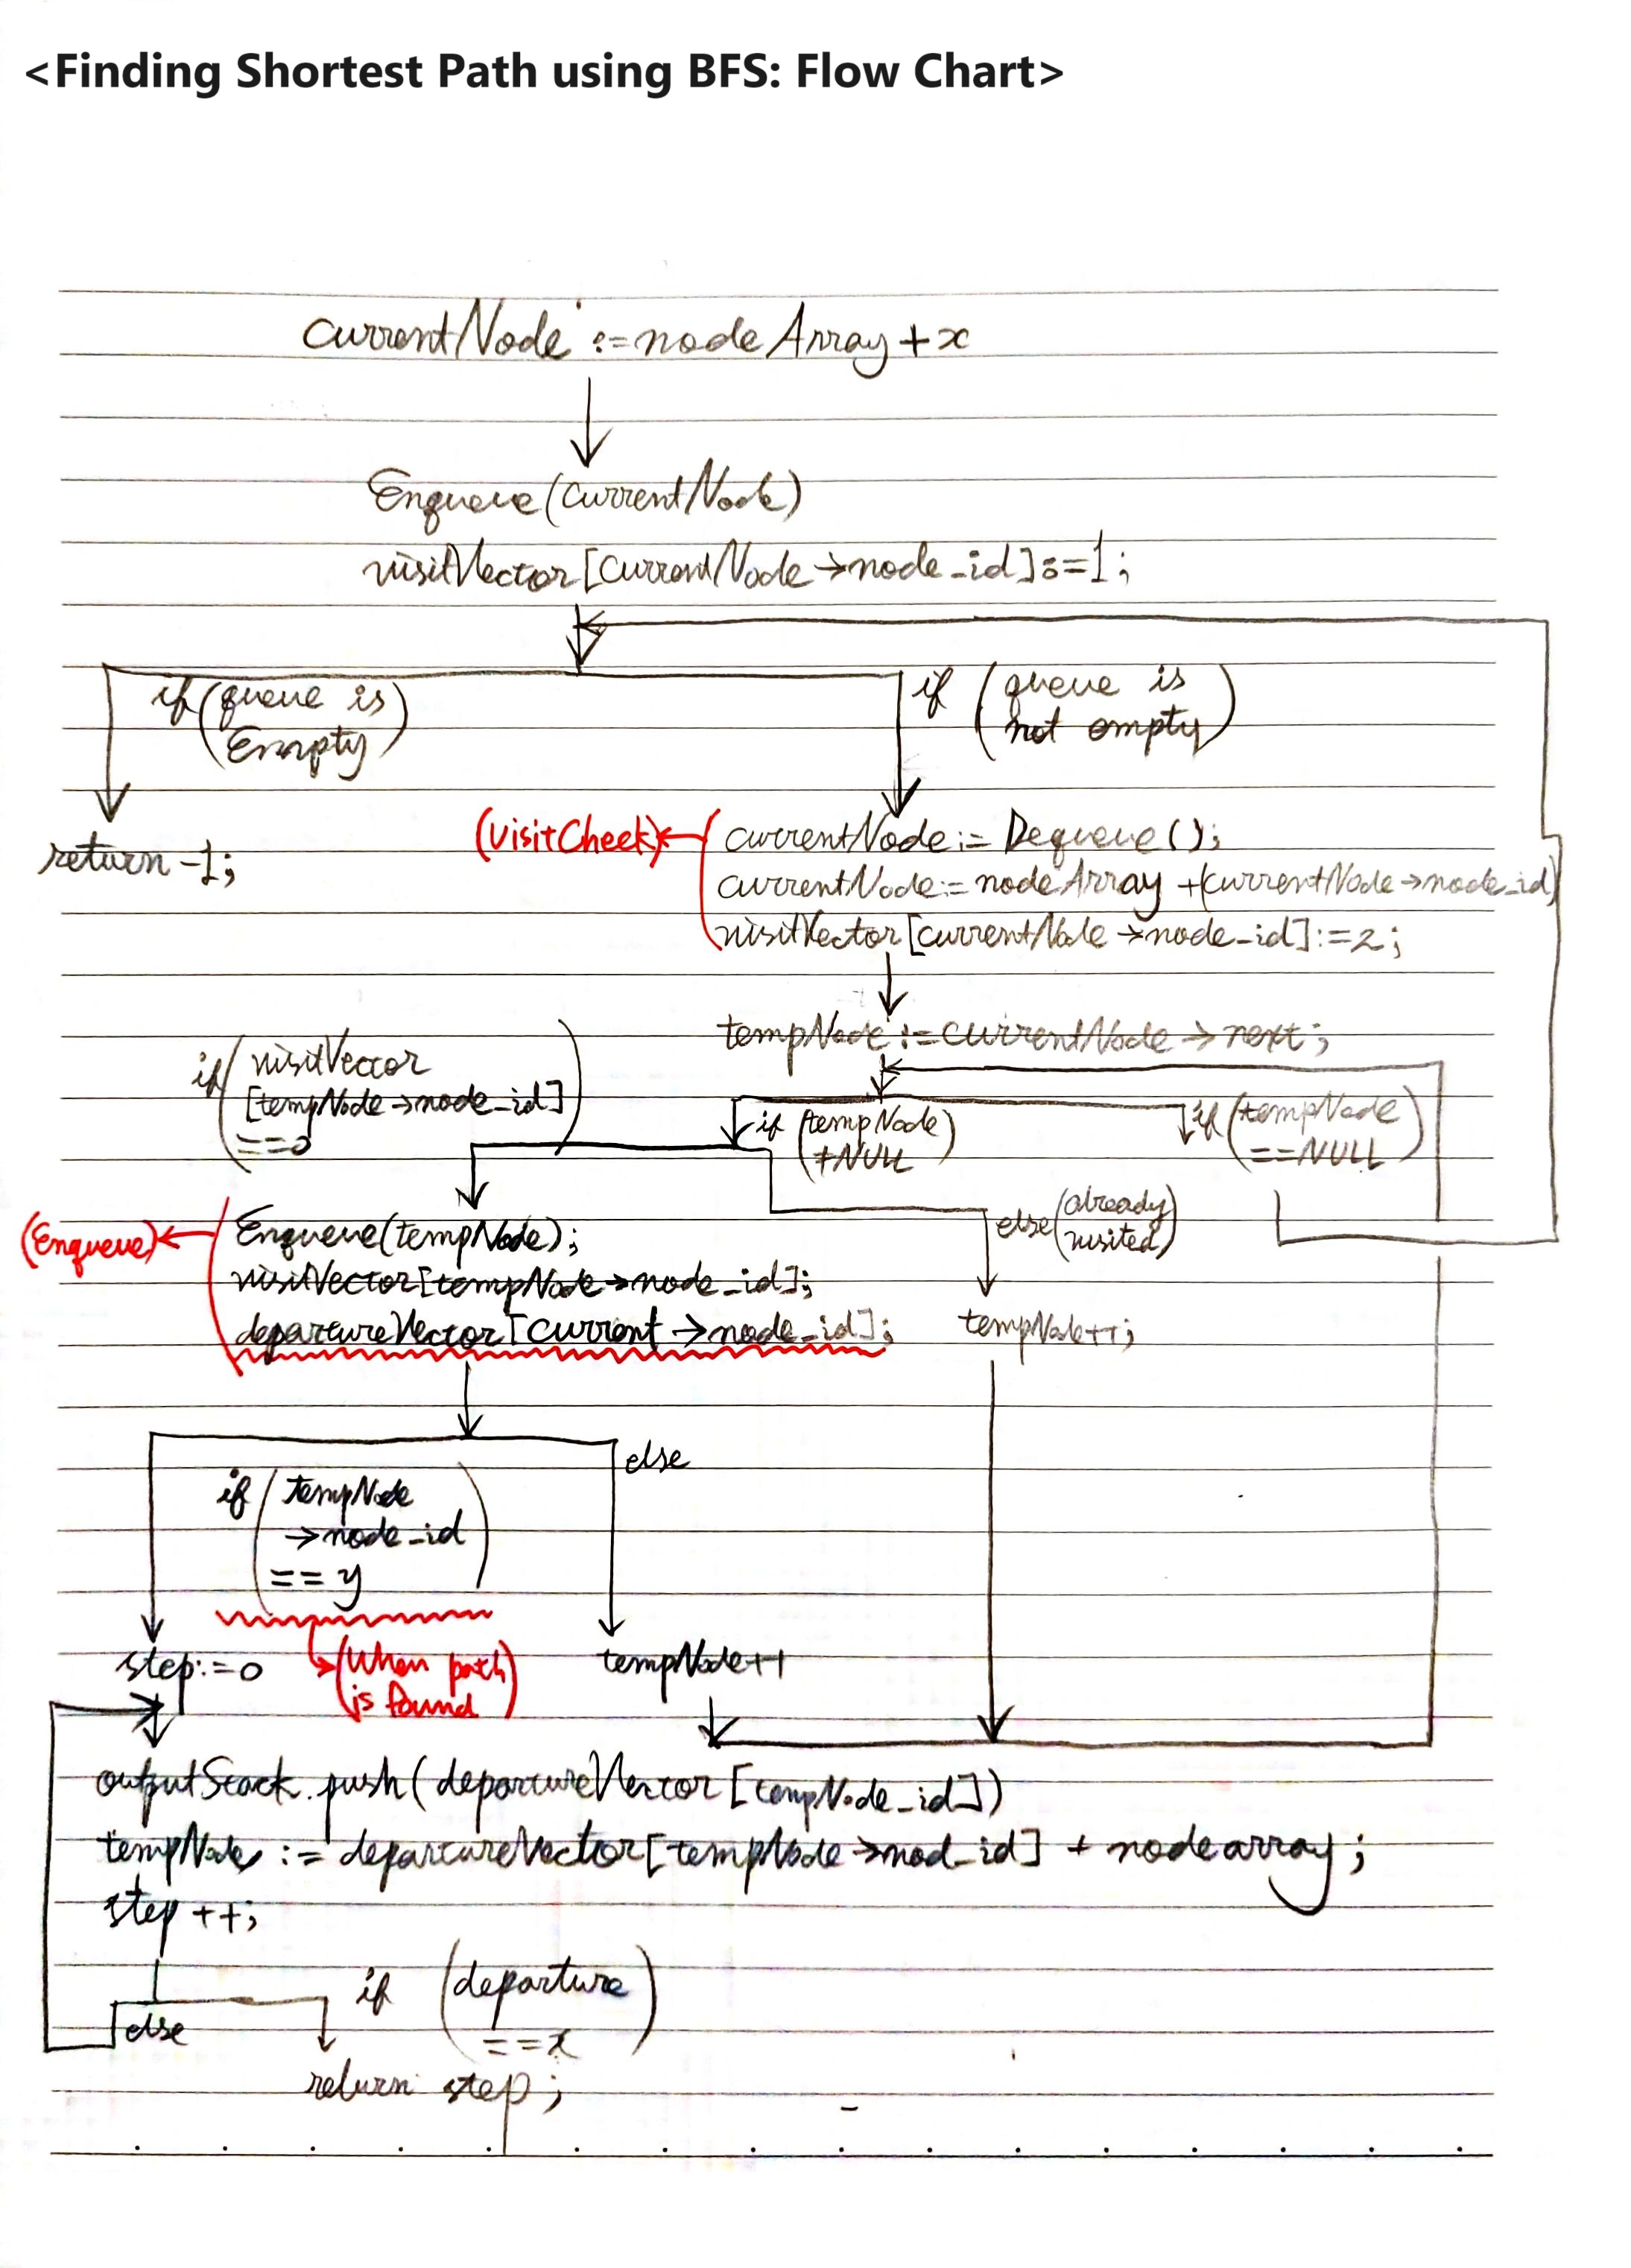 <Finding Shortest Path using BFS: Flow Chart>
currentNode := nodeArray + x
Enqueue(currentNode)
visitVector[currentNode→node_id]:=1;
if (queue is
Empty)
if (queue is
not empty)
return -1;
(visitCheck)
currentNode := Dequeue();
currentNode := nodeArray + (currentNode→node_id)
visitVector[currentNode→node_id]:=2;
tempNode := currentNode→next;
if (visitVector
[tempNode→node_id]
==0)
if (tempNode
≠NULL)
if (tempNode
==NULL)
else (already
visited)
(Enqueue)
Enqueue(tempNode);
visitVector[tempNode→node_id];
departureVector[current→node_id];
tempNode++;
if (tempNode
→node_id
== y)
else
step:=0
(When path
is found)
tempNode++
outputStack.push(departureVector[tempNode_id])
tempNode := departureVector[tempNode→nod_id] + nodearray;
step++;
else
if (departure
==x)
return step;